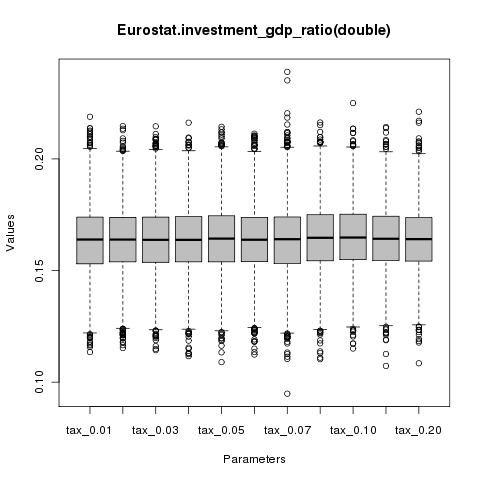 Eurostat.investment_gdp_ratio(double)
Values
0.20
0.15
0.10
tax_0.01 tax_0.03 tax_0.05 tax_0.07 tax_0.10 tax_0.20
Parameters